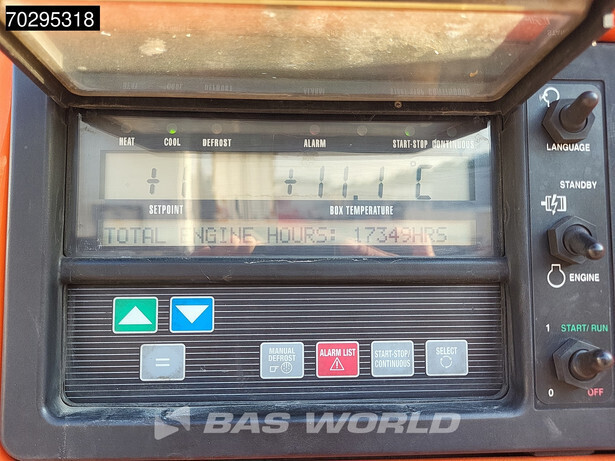 70295318
HEAT COOL DEFROST ALARM START-STOP CONTINUOUS
+11.1°C
SETPOINT BOX TEMPERATURE
TOTAL ENGINE HOURS: 17349HRS
LANGUAGE
STANDBY
ENGINE
1 START/RUN
0 OFF
=
MANUAL DEFROST
ALARM LIST
START-STOP/
CONTINUOUS
SELECT
BAS WORLD